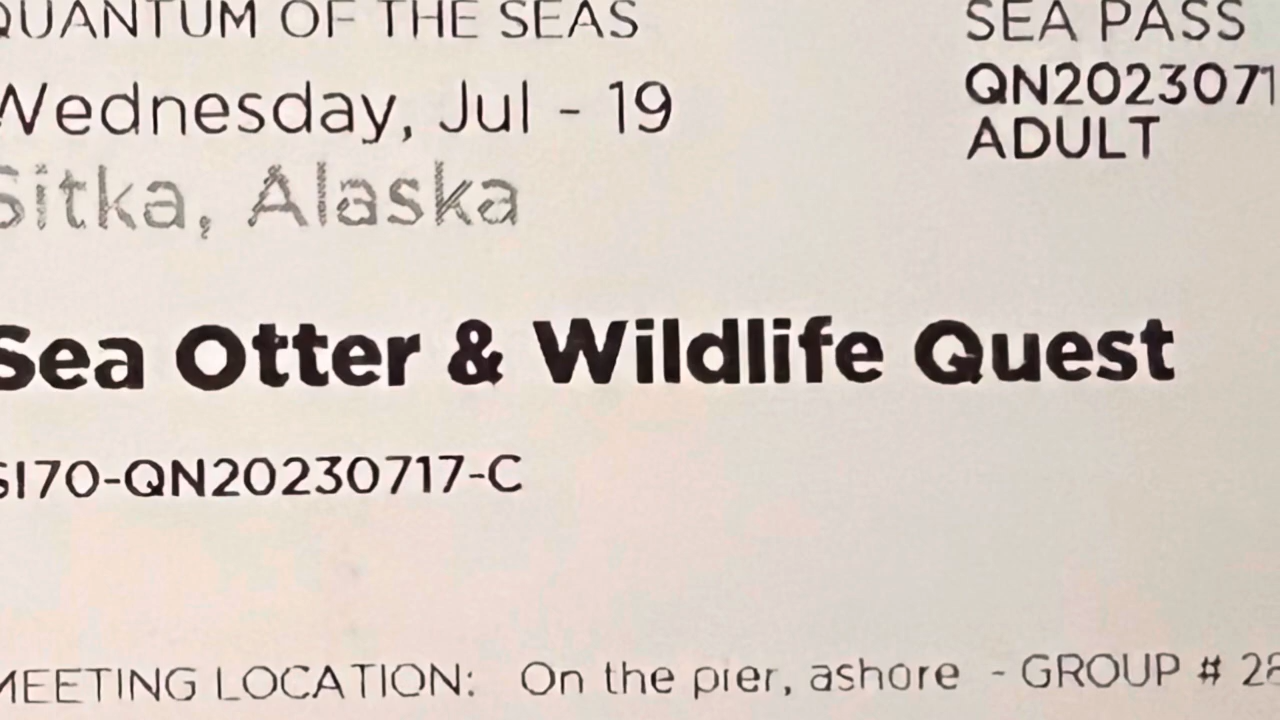 QUANTUM OF THE SEAS
Wednesday, Jul - 19
Sitka, Alaska
SEA PASS
QN2023071
ADULT
Sea Otter & Wildlife Quest
SI70-QN20230717-C
MEETING LOCATION: On the pier, ashore - GROUP #